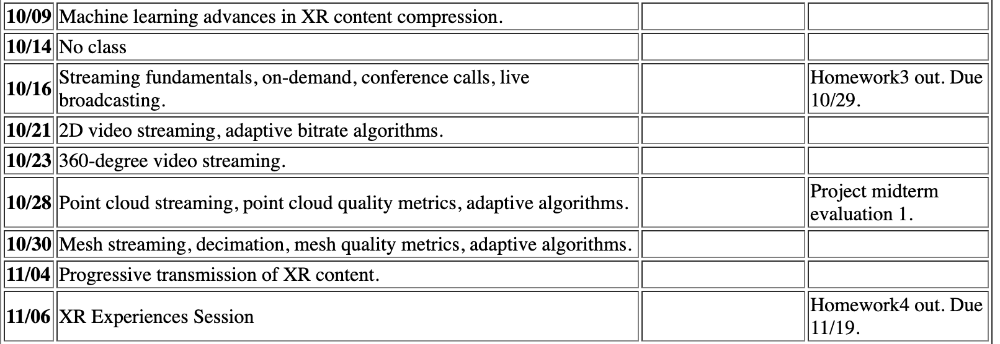 10/09 Machine learning advances in XR content compression.
10/14 No class
10/16 Streaming fundamentals, on-demand, conference calls, live
broadcasting.
Homework3 out. Due
10/29.
10/21 2D video streaming, adaptive bitrate algorithms.
10/23 360-degree video streaming.
10/28 Point cloud streaming, point cloud quality metrics, adaptive algorithms.
Project midterm
evaluation 1.
10/30 Mesh streaming, decimation, mesh quality metrics, adaptive algorithms.
11/04 Progressive transmission of XR content.
11/06 XR Experiences Session
Homework4 out. Due
11/19.